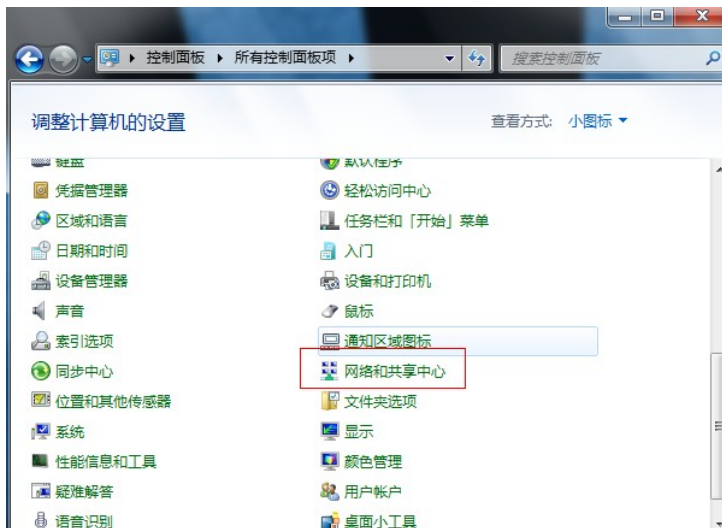 控制面板 ▸ 所有控制面板项 ▸
搜索控制面板
调整计算机的设置
查看方式: 小图标
键盘
默认程序
凭据管理器
轻松访问中心
区域和语言
任务栏和「开始」菜单
日期和时间
入门
设备管理器
设备和打印机
声音
鼠标
索引选项
通知区域图标
同步中心
网络和共享中心
位置和其他传感器
文件夹选项
系统
显示
性能信息和工具
颜色管理
疑难解答
用户帐户
语音识别
桌面小工具